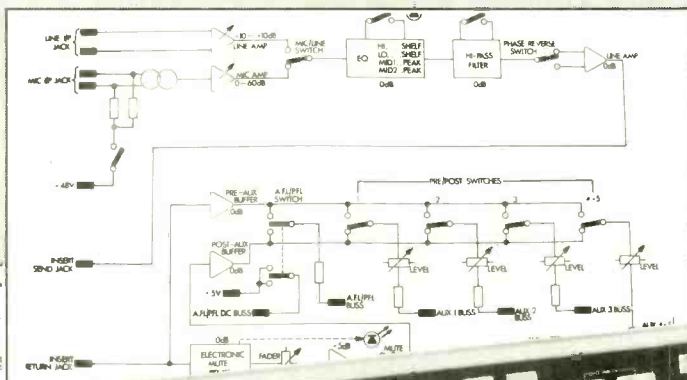 LINE I/P JACK
-10 — -10dB
LINE AMP
MIC/LINE SWITCH
MIC I/P JACK
MIC AMP
0-60dB
EQ
HI. SHELF
LO. SHELF
MID1 PEAK
MID2 PEAK
0dB
HI-PASS FILTER
0dB
PHASE REVERSE SWITCH
LINE AMP
0dB
- 48V
PRE-AUX BUFFER
0dB
A.F.L/PFL SWITCH
PRE/POST SWITCHES
1
2
3
4-5
POST-AUX BUFFER
0dB
- 5V
A.F.L/PFL D.C BUSS
A.F.L/PFL BUSS
LEVEL
LEVEL
LEVEL
LEVEL
AUX 1 BUSS
AUX 2 BUSS
AUX 3 BUSS
INSERT SEND JACK
INSERT RETURN JACK
0dB
ELECTRONIC MUTE
FADER
MUTE